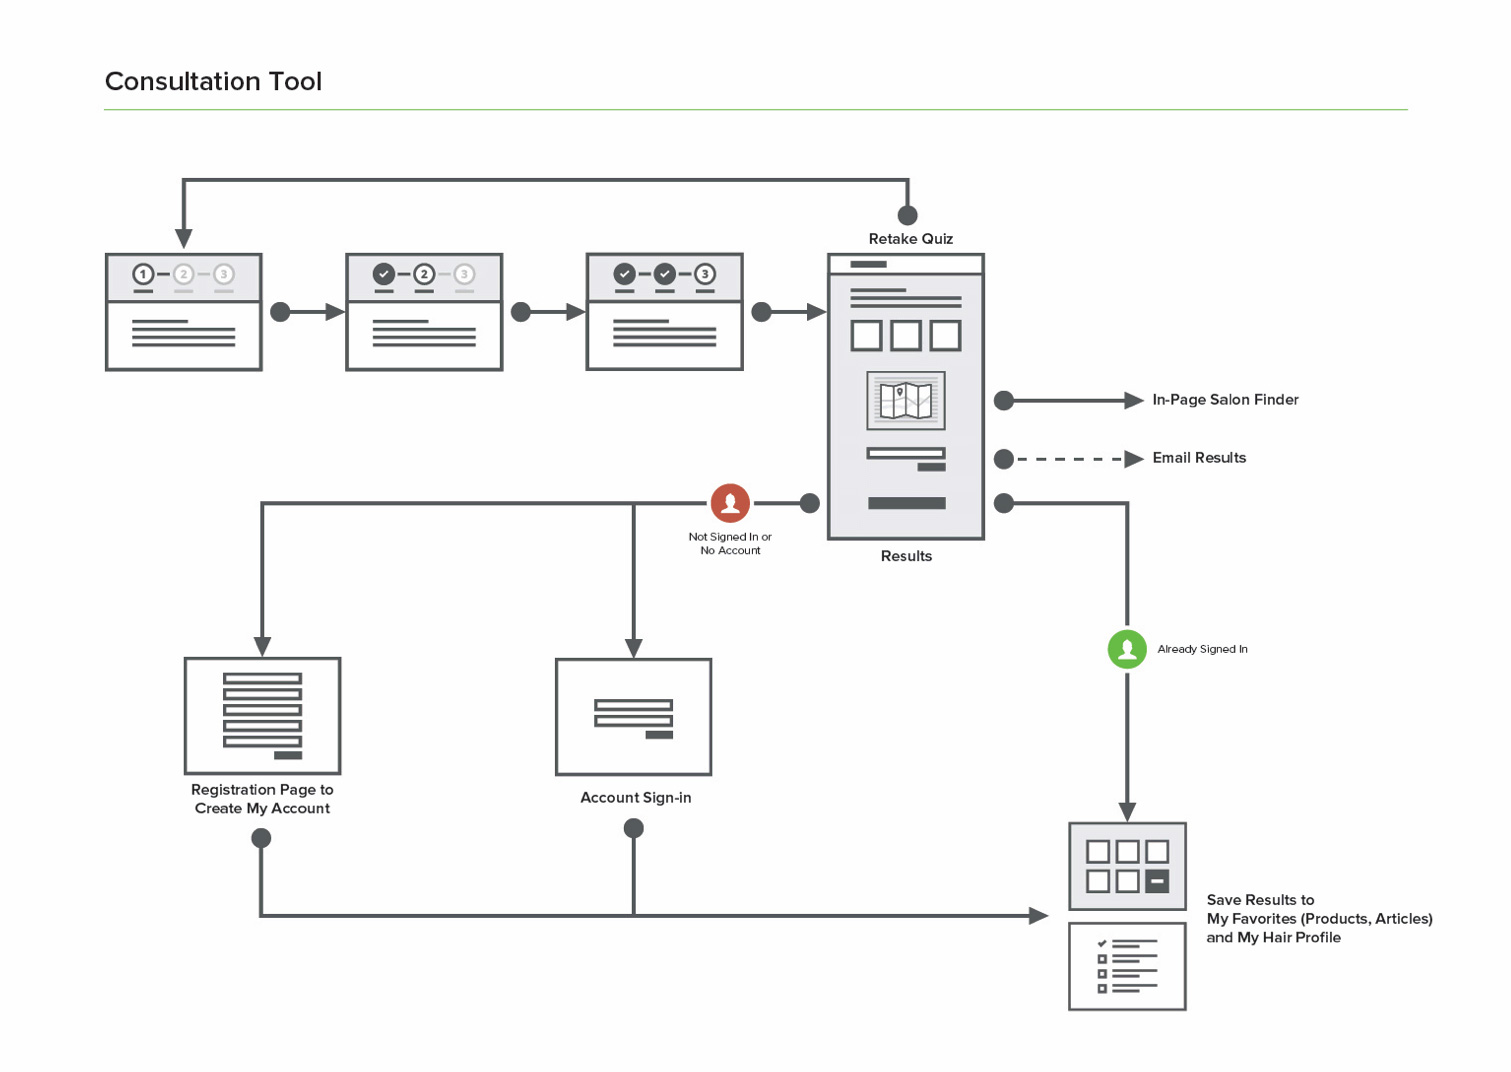 Consultation Tool
Retake Quiz
1 2 3
2 3
3
In-Page Salon Finder
Email Results
Not Signed In or
No Account
Results
Already Signed In
Registration Page to
Create My Account
Account Sign-in
Save Results to
My Favorites (Products, Articles)
and My Hair Profile